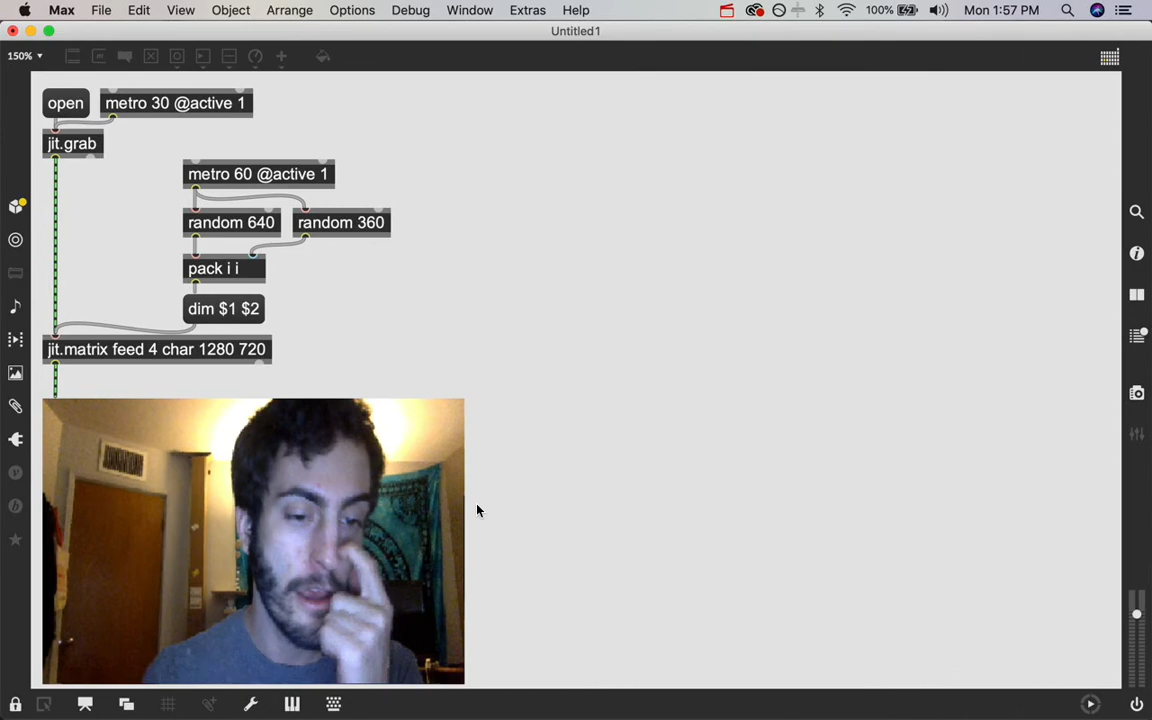 Max File Edit View Object Arrange Options Debug Window Extras Help 100% Mon 1:57 PM
Untitled1
150%
open metro 30 @active 1
jit.grab
metro 60 @active 1
random 640 random 360
pack i i
dim $1 $2
jit.matrix feed 4 char 1280 720